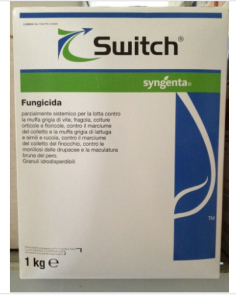 Switch®
syngenta®
Fungicida
parzialmente sistemico per la lotta contro
la muffa grigia di vite, fragola, colture
orticole e floricole, contro il marciume
del colletto e la muffa grigia di lattuga
e simili e rucola, contro il marciume
del colletto del finocchio, contro le
moniliosi delle drupacee e la maculatura
bruna del pero.
Granuli idrodisperdibili
TM
1 kg e